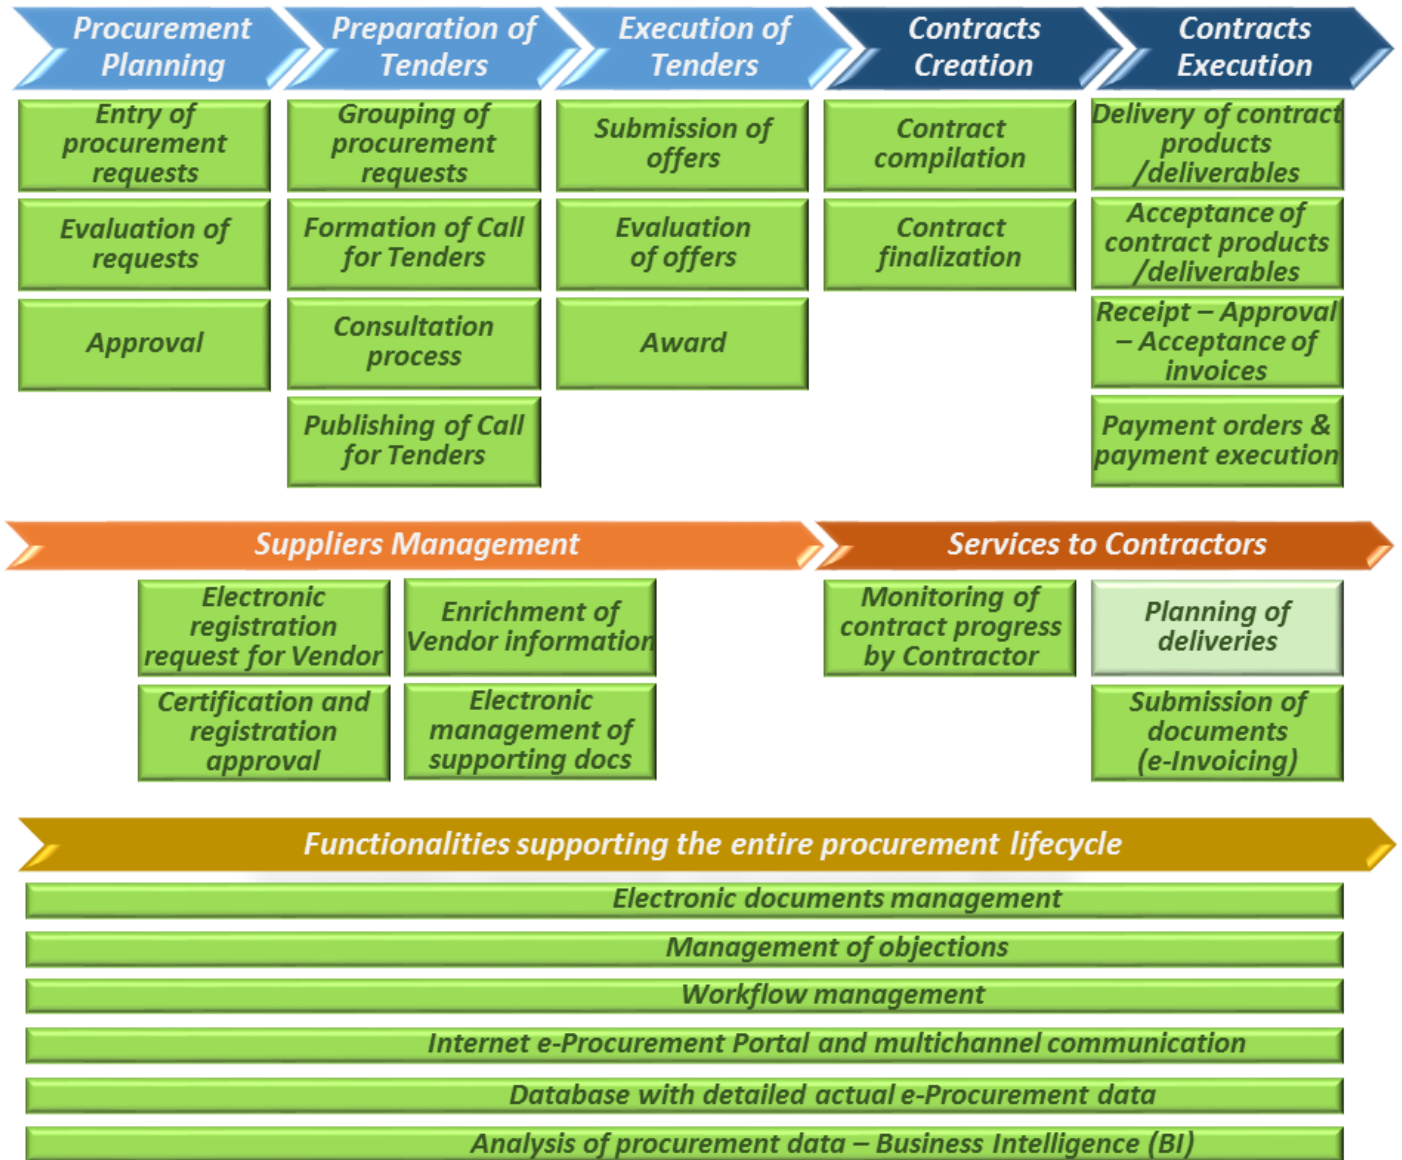 Procurement
Planning
Preparation of
Tenders
Execution of
Tenders
Contracts
Creation
Contracts
Execution
Entry of
procurement
requests
Grouping of
procurement
requests
Submission of
offers
Contract
compilation
Delivery of contract
products
/deliverables
Evaluation of
requests
Formation of Call
for Tenders
Evaluation
of offers
Contract
finalization
Acceptance of
contract products
/deliverables
Approval
Consultation
process
Award
Receipt – Approval
– Acceptance of
invoices
Publishing of Call
for Tenders
Payment orders &
payment execution
Suppliers Management
Services to Contractors
Electronic
registration
request for Vendor
Enrichment of
Vendor information
Monitoring of
contract progress
by Contractor
Planning of
deliveries
Certification and
registration
approval
Electronic
management of
supporting docs
Submission of
documents
(e-Invoicing)
Functionalities supporting the entire procurement lifecycle
Electronic documents management
Management of objections
Workflow management
Internet e-Procurement Portal and multichannel communication
Database with detailed actual e-Procurement data
Analysis of procurement data – Business Intelligence (BI)